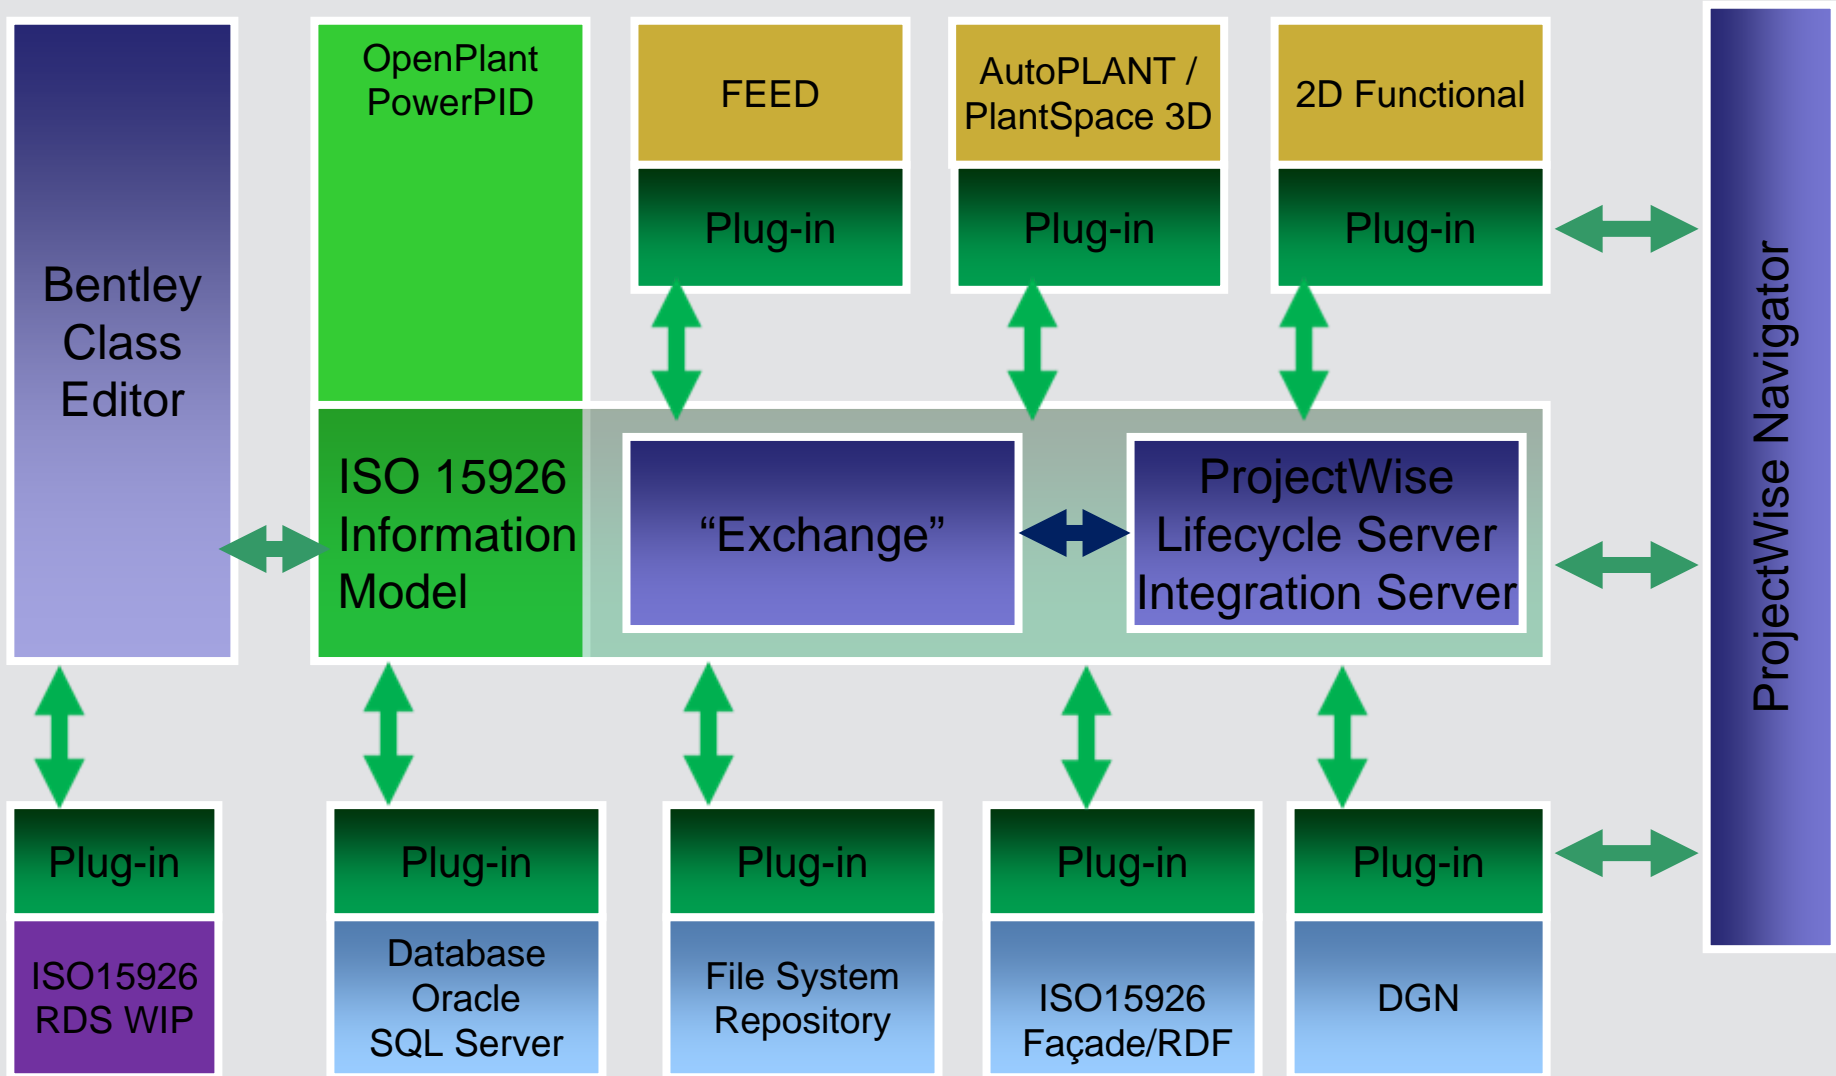 Bentley
Class
Editor
OpenPlant
PowerPID
FEED
Plug-in
AutoPLANT /
PlantSpace 3D
Plug-in
2D Functional
Plug-in
ProjectWise Navigator
ISO 15926
Information
Model
“Exchange”
ProjectWise
Lifecycle Server
Integration Server
Plug-in
ISO15926
RDS WIP
Plug-in
Database
Oracle
SQL Server
Plug-in
File System
Repository
Plug-in
ISO15926
Façade/RDF
Plug-in
DGN